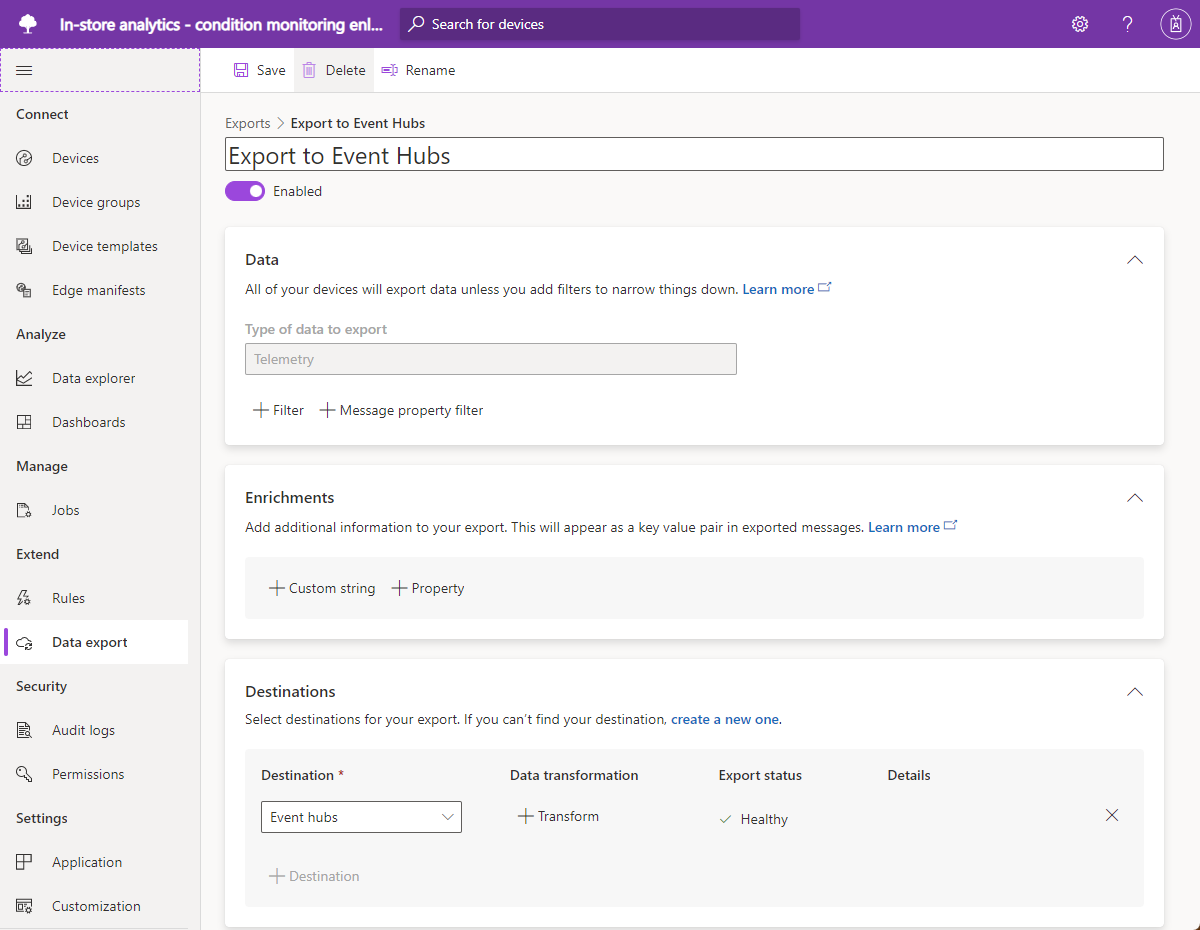 In-store analytics - condition monitoring enl...
Search for devices
Save Delete Rename
Connect
Devices
Device groups
Device templates
Edge manifests
Analyze
Data explorer
Dashboards
Manage
Jobs
Extend
Rules
Data export
Security
Audit logs
Permissions
Settings
Application
Customization
Exports > Export to Event Hubs
Export to Event Hubs
Enabled
Data
All of your devices will export data unless you add filters to narrow things down. Learn more
Type of data to export
Telemetry
+ Filter + Message property filter
Enrichments
Add additional information to your export. This will appear as a key value pair in exported messages. Learn more
+ Custom string + Property
Destinations
Select destinations for your export. If you can't find your destination, create a new one.
Destination * Data transformation Export status Details
Event hubs + Transform Healthy
+ Destination